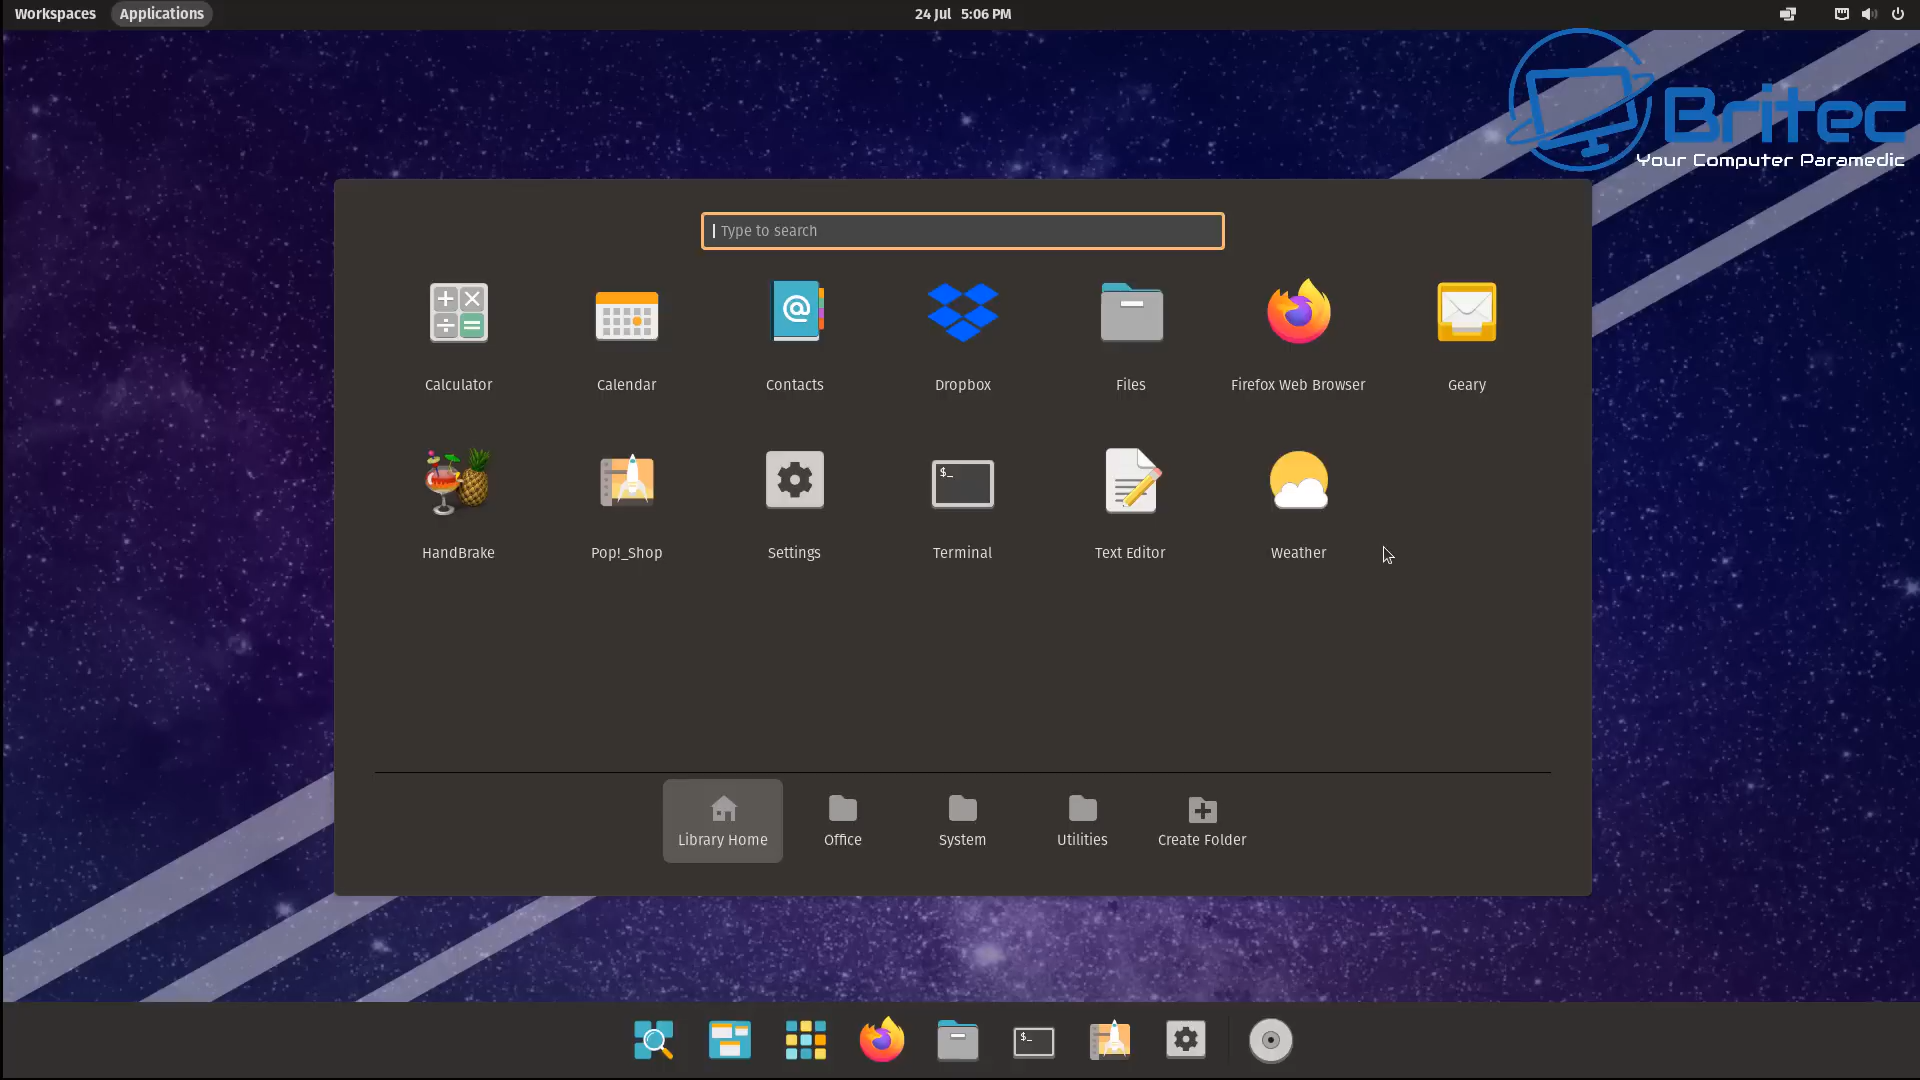 Workspaces Applications 24 Jul 5:06 PM
Britec
Your Computer Paramedic
Type to search
Calculator Calendar Contacts Dropbox Files Firefox Web Browser Geary
$_
HandBrake Pop!_Shop Settings Terminal Text Editor Weather
Library Home Office System Utilities Create Folder
$_